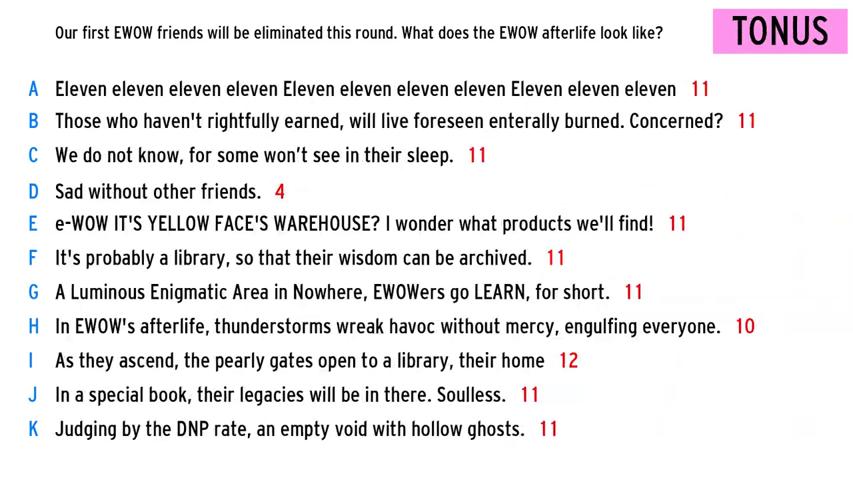 Our first EWOW friends will be eliminated this round. What does the EWOW afterlife look like?
TONUS
A Eleven eleven eleven eleven Eleven eleven eleven eleven Eleven eleven eleven 11
B Those who haven't rightfully earned, will live foreseen enterally burned. Concerned? 11
C We do not know, for some won’t see in their sleep. 11
D Sad without other friends. 4
E e-WOW IT'S YELLOW FACE'S WAREHOUSE? I wonder what products we'll find! 11
F It's probably a library, so that their wisdom can be archived. 11
G A Luminous Enigmatic Area in Nowhere, EWOWers go LEARN, for short. 11
H In EWOW's afterlife, thunderstorms wreak havoc without mercy, engulfing everyone. 10
I As they ascend, the pearly gates open to a library, their home 12
J In a special book, their legacies will be in there. Soulless. 11
K Judging by the DNP rate, an empty void with hollow ghosts. 11